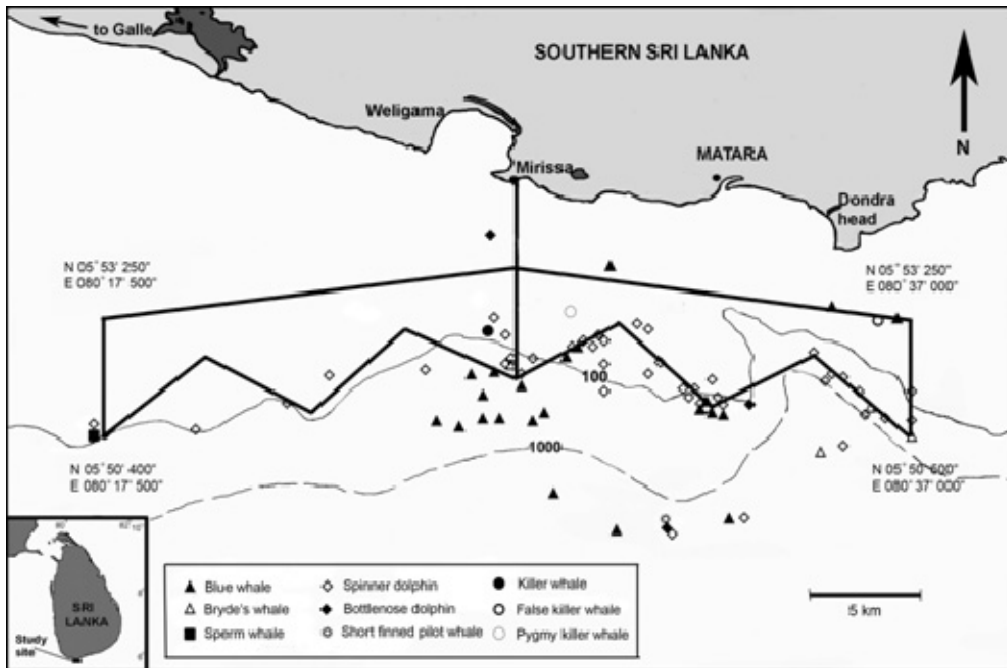 to Galle
SOUTHERN SRI LANKA
Weligama
N
Mirissa
MATARA
Dondra
head
N 05° 53' 250"
E 080° 17' 500"
N 05° 53' 250"
E 080° 37' 000"
100
1000
N 05° 50' 400"
E 080° 17' 500"
N 05° 50' 600"
E 080° 37' 000"
SRI
LANKA
Study
site
Blue whale
Spinner dolphin
Killer whale
Bryde's whale
Bottlenose dolphin
False killer whale
Sperm whale
Short finned pilot whale
Pygmy killer whale
5 km